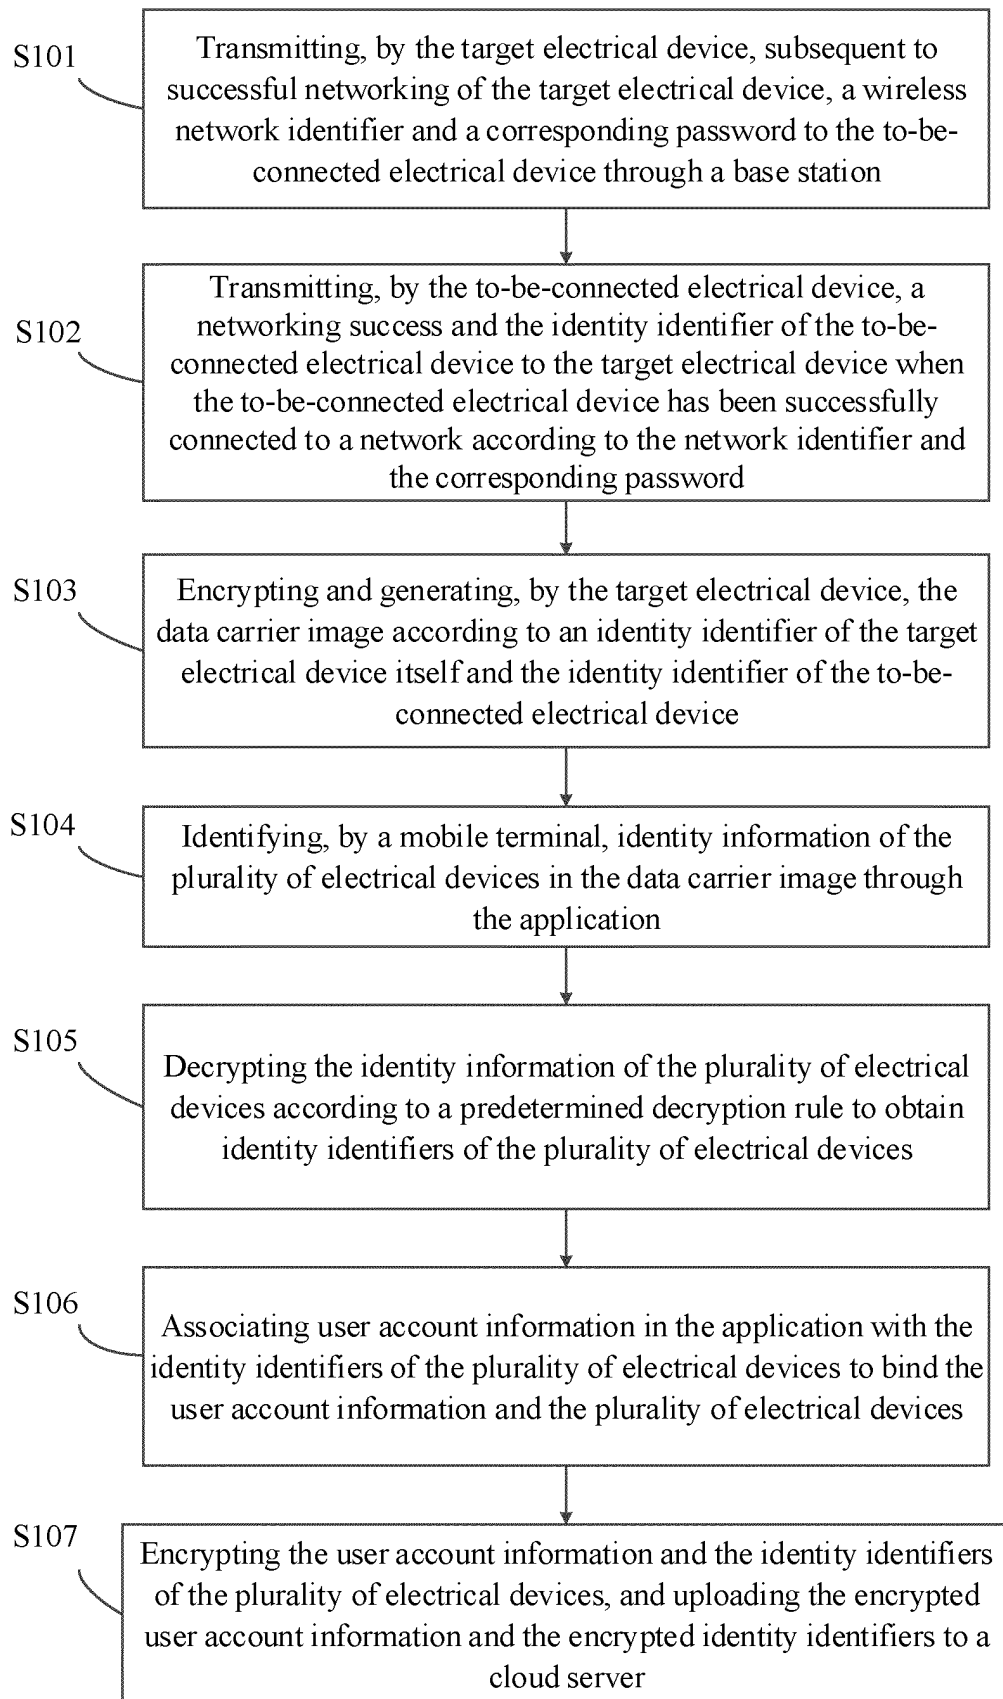 S101
Transmitting, by the target electrical device, subsequent to
successful networking of the target electrical device, a wireless
network identifier and a corresponding password to the to-be-
connected electrical device through a base station
S102
Transmitting, by the to-be-connected electrical device, a
networking success and the identity identifier of the to-be-
connected electrical device to the target electrical device when
the to-be-connected electrical device has been successfully
connected to a network according to the network identifier and
the corresponding password
S103
Encrypting and generating, by the target electrical device, the
data carrier image according to an identity identifier of the target
electrical device itself and the identity identifier of the to-be-
connected electrical device
S104
Identifying, by a mobile terminal, identity information of the
plurality of electrical devices in the data carrier image through
the application
S105
Decrypting the identity information of the plurality of electrical
devices according to a predetermined decryption rule to obtain
identity identifiers of the plurality of electrical devices
S106
Associating user account information in the application with the
identity identifiers of the plurality of electrical devices to bind the
user account information and the plurality of electrical devices
S107
Encrypting the user account information and the identity identifiers
of the plurality of electrical devices, and uploading the encrypted
user account information and the encrypted identity identifiers to a
cloud server